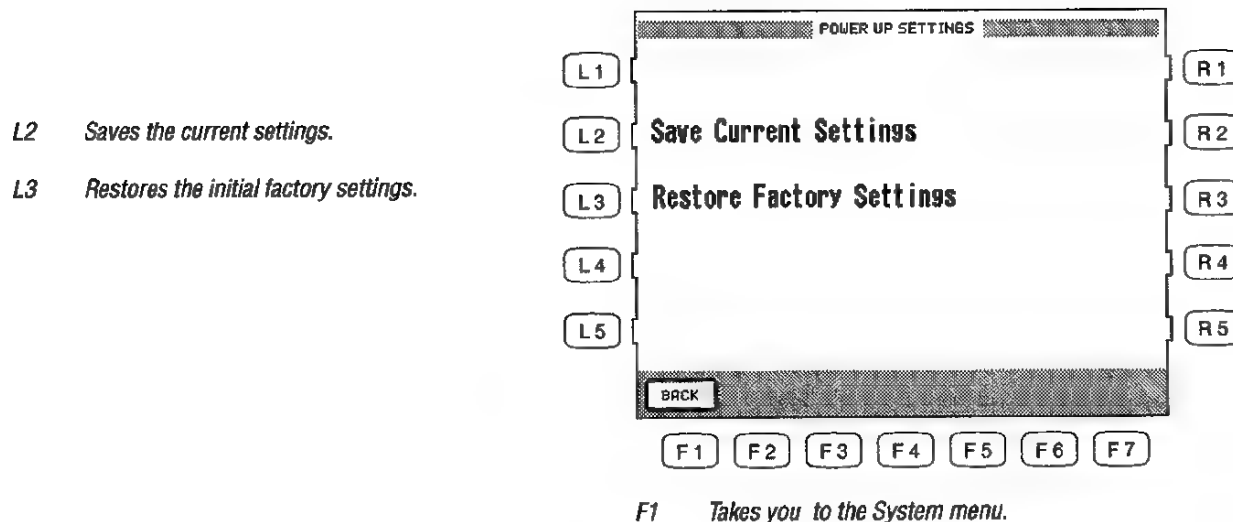 POWER UP SETTINGS
L1
R1
L2 Saves the current settings.
L2
Save Current Settings
R2
L3 Restores the initial factory settings.
L3
Restore Factory Settings
R3
L4
R4
L5
R5
BACK
F1 F2 F3 F4 F5 F6 F7
F1 Takes you to the System menu.